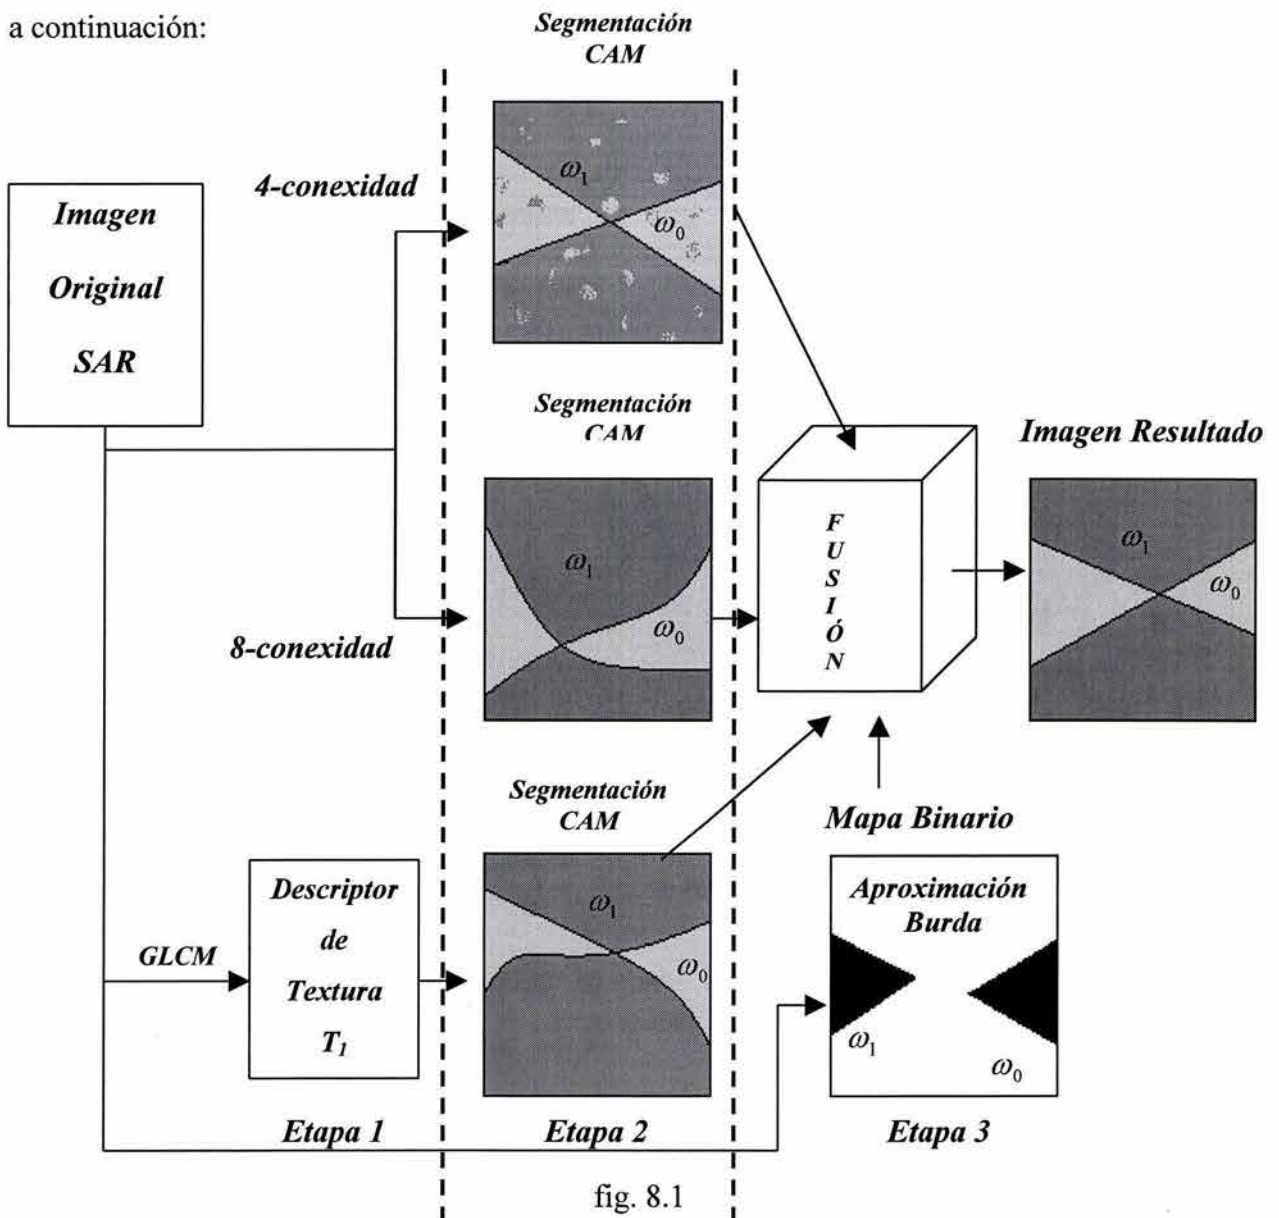 a continuación:
Segmentación
CAM
4-conexidad
Imagen
Original
SAR
ω1
ω0
Segmentación
CAM
8-conexidad
ω1
ω0
F
U
S
I
Ó
N
Imagen Resultado
ω1
ω0
Segmentación
CAM
GLCM
Descriptor
de
Textura
T1
ω1
ω0
Mapa Binario
Aproximación
Burda
ω1
ω0
Etapa 1
Etapa 2
Etapa 3
fig. 8.1